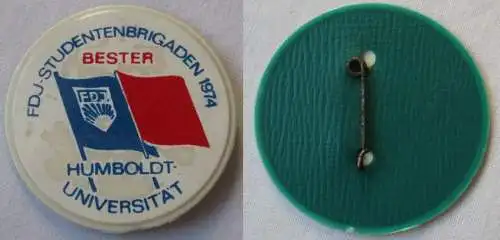 FDJ-STUDENTENBRIGADEN 1974
BESTER
FDJ
HUMBOLDT-
UNIVERSITÄT